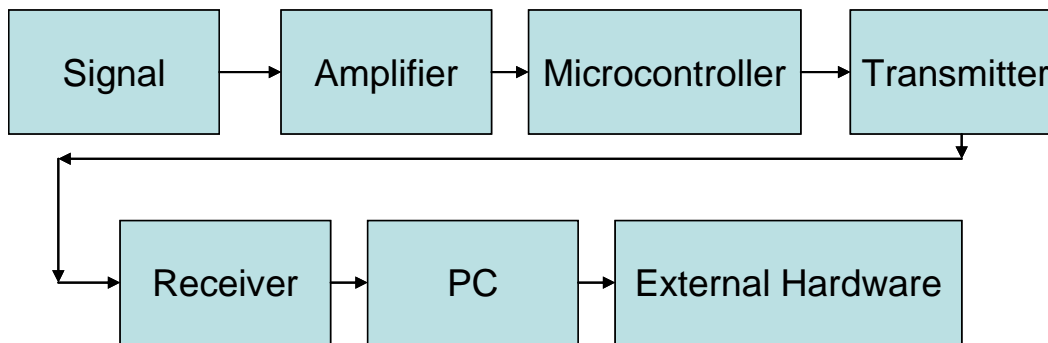 Signal
Amplifier
Microcontroller
Transmitter
Receiver
PC
External Hardware